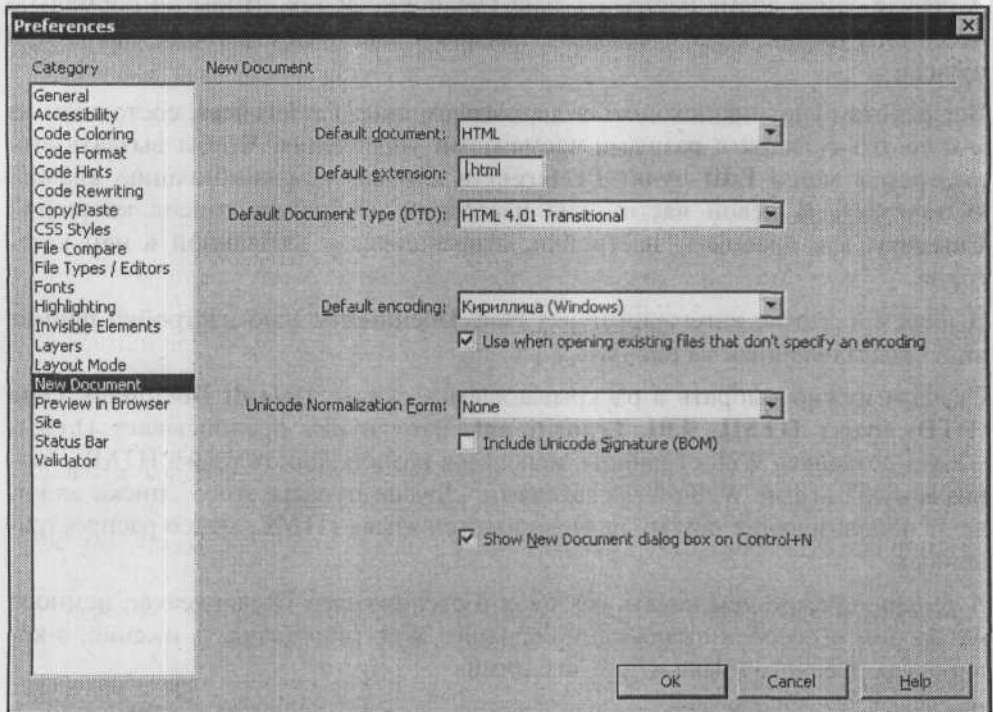 Preferences
Category
New Document
General
Accessibility
Code Coloring
Code Format
Code Hints
Code Rewriting
Copy/Paste
CSS Styles
File Compare
File Types / Editors
Fonts
Highlighting
Invisible Elements
Layers
Layout Mode
New Document
Preview in Browser
Site
Status Bar
Validator
Default document: HTML
Default extension: .html
Default Document Type (DTD): HTML 4.01 Transitional
Default encoding: Кириллица (Windows)
Use when opening existing files that don't specify an encoding
Unicode Normalization Form: None
Include Unicode Signature (BOM)
Show New Document dialog box on Control+N
OK
Cancel
Help